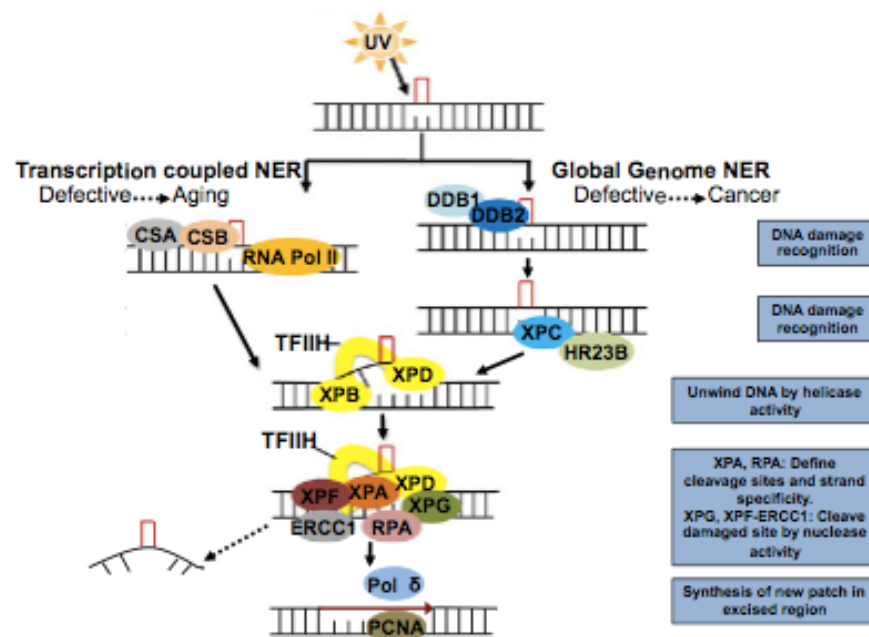 UV
Transcription coupled NER
Defective Aging
Global Genome NER
Defective Cancer
DDB1
DDB2
CSA
CSB
RNA Pol II
DNA damage
recognition
XPC
HR23B
DNA damage
recognition
TFIIH
XPD
XPB
Unwind DNA by helicase
activity
TFIIH
XPD
XPF
XPA
XPG
ERCC1
RPA
XPA, RPA: Define
cleavage sites and strand
specificity.
XPG, XPF-ERCC1: Cleave
damaged site by nuclease
activity
Pol δ
PCNA
Synthesis of new patch in
excised region